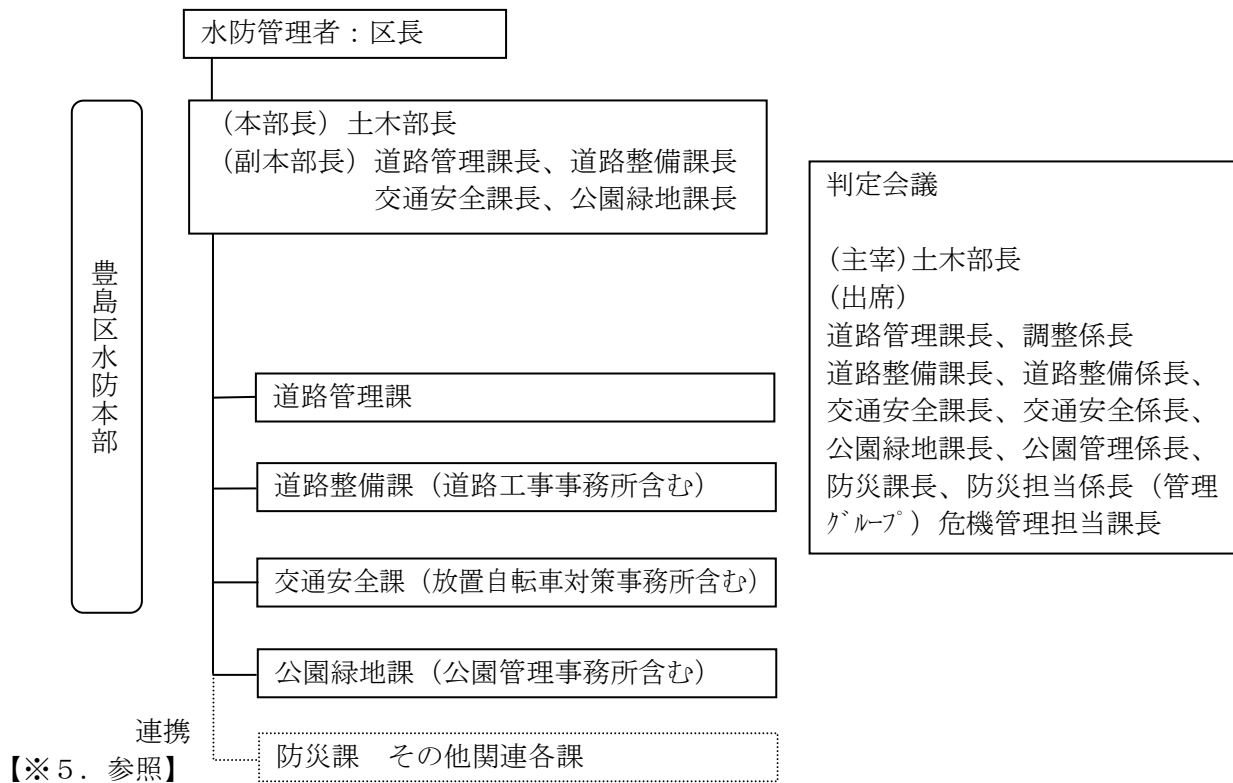 水防管理者：区長
豊島区水防本部
（本部長）土木部長
（副本部長）道路管理課長、道路整備課長
交通安全課長、公園緑地課長
判定会議
（主宰）土木部長
（出席）
道路管理課長、調整係長
道路整備課長、道路整備係長、
交通安全課長、交通安全係長、
公園緑地課長、公園管理係長、
防災課長、防災担当係長（管理
ｸﾞﾙｰﾌﾟ）危機管理担当課長
道路管理課
道路整備課（道路工事事務所含む）
交通安全課（放置自転車対策事務所含む）
公園緑地課（公園管理事務所含む）
連携
【※５．参照】
防災課　その他関連各課